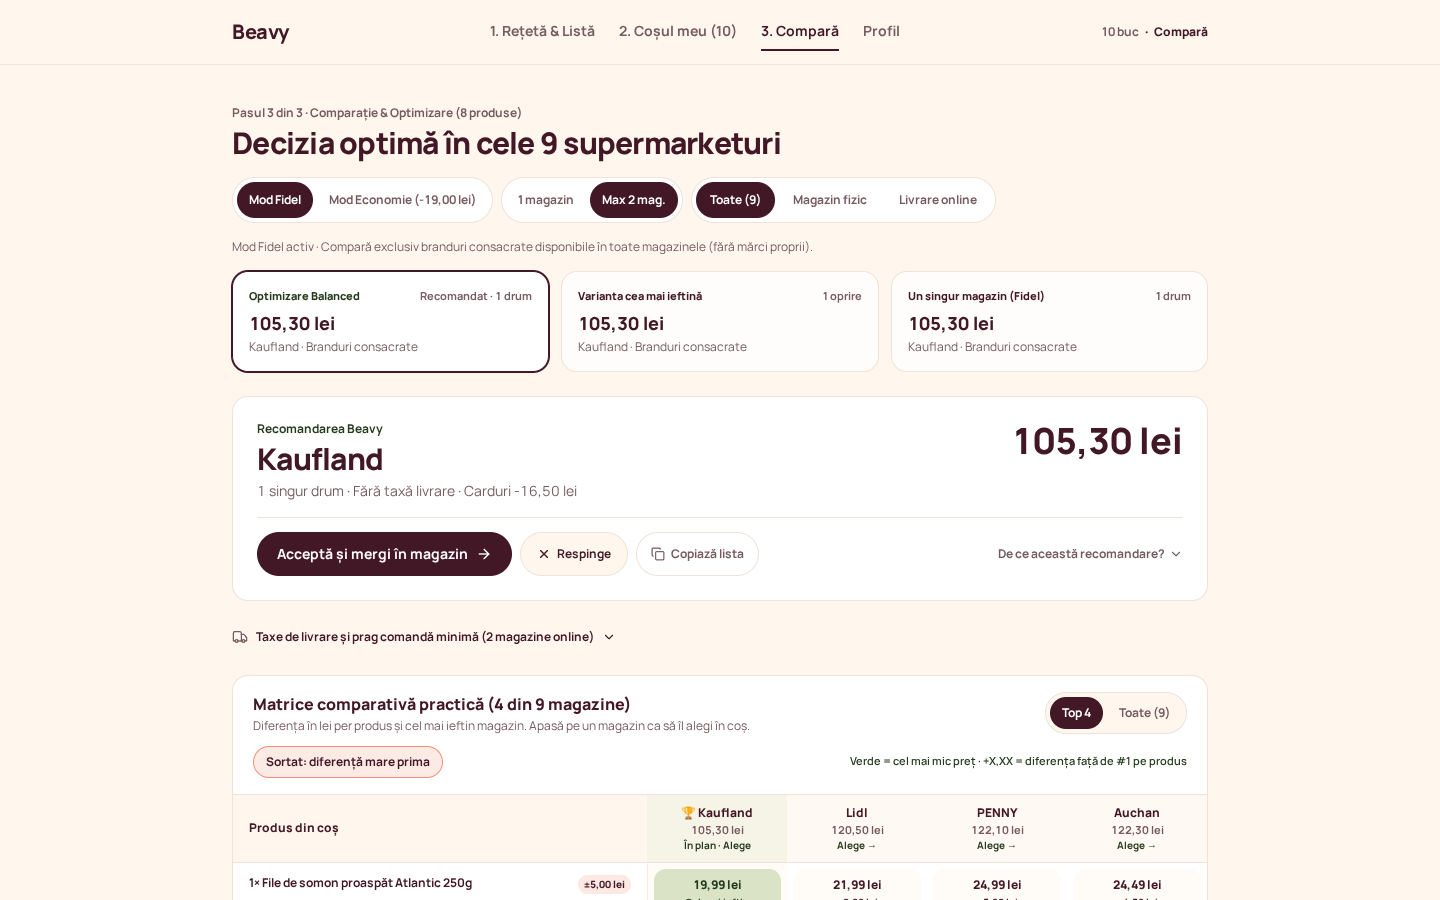 Beavy
1. Rețetă & Listă
2. Coșul meu (10)
3. Compară
Profil
10 buc · Compară
Pasul 3 din 3 · Comparație & Optimizare (8 produse)
Decizia optimă în cele 9 supermarketuri
Mod Fidel
Mod Economie (-19,00 lei)
1 magazin
Max 2 mag.
Toate (9)
Magazin fizic
Livrare online
Mod Fidel activ · Compară exclusiv branduri consacrate disponibile în toate magazinele (fără mărci proprii).
Optimizare Balanced
Recomandat · 1 drum
105,30 lei
Kaufland · Branduri consacrate
Varianta cea mai ieftină
1 oprire
105,30 lei
Kaufland · Branduri consacrate
Un singur magazin (Fidel)
1 drum
105,30 lei
Kaufland · Branduri consacrate
Recomandarea Beavy
Kaufland
105,30 lei
1 singur drum · Fără taxă livrare · Carduri -16,50 lei
Acceptă și mergi în magazin →
Respinge
Copiază lista
De ce această recomandare?
Taxe de livrare și prag comandă minimă (2 magazine online)
Matrice comparativă practică (4 din 9 magazine)
Diferența în lei per produs și cel mai ieftin magazin. Apasă pe un magazin ca să îl alegi în coș.
Top 4
Toate (9)
Sortat: diferență mare prima
Verde = cel mai mic preț · +X,XX = diferența față de #1 pe produs
Produs din coș
🏆 Kaufland
105,30 lei
În plan · Alege
Lidl
120,50 lei
Alege →
PENNY
122,10 lei
Alege →
Auchan
122,30 lei
Alege →
1× File de somon proaspăt Atlantic 250g
±5,00 lei
19,99 lei
21,99 lei
24,99 lei
24,49 lei